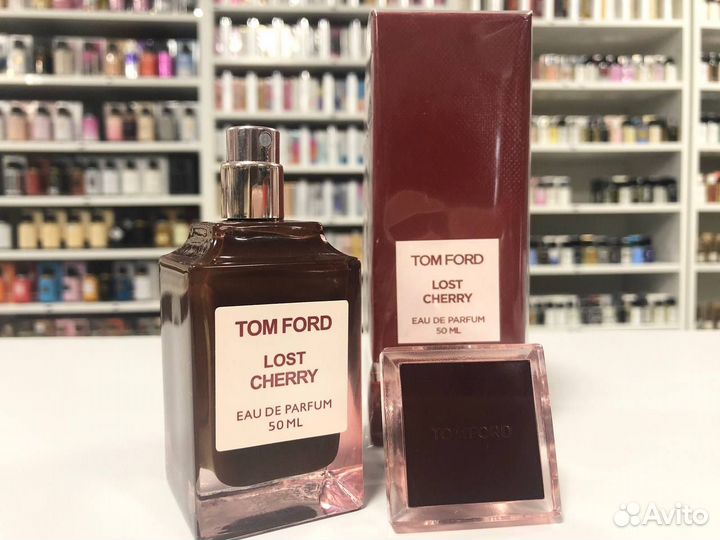 TOM FORD
LOST
CHERRY
EAU DE PARFUM
50 ML
TOM FORD
LOST
CHERRY
EAU DE PARFUM
50 ML
TOM FORD
Avito